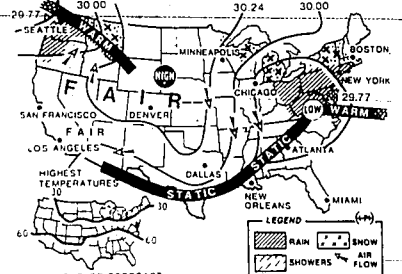 30.00
30.24
30.00
29.77
SEATTLE
WARM
MINNEAPOLIS
BOSTON
HIGH
NEW YORK
CHICAGO
FAIR
29.77
SAN FRANCISCO
DENVER
LOW
WARM
FAIR
LOS ANGELES
ATLANTA
STATIC
HIGHEST
TEMPERATURES
DALLAS
STATIC
NEW
ORLEANS
MIAMI
30
30
60
60
LEGEND
RAIN
SNOW
SHOWERS
AIR
FLOW